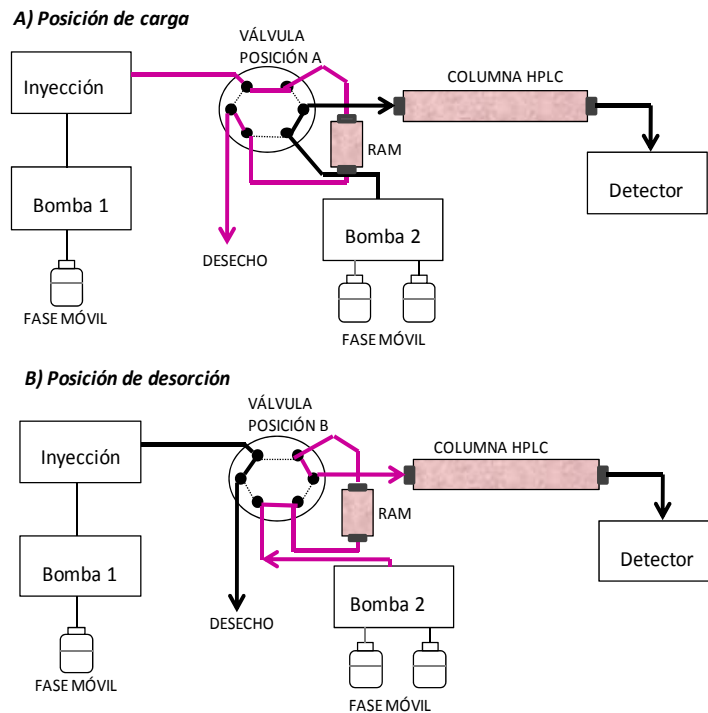 A) Posición de carga
VÁLVULA
POSICIÓN A
Inyección
COLUMNA HPLC
RAM
Detector
Bomba 1
Bomba 2
DESECHO
FASE MÓVIL
FASE MÓVIL
B) Posición de desorción
VÁLVULA
POSICIÓN B
Inyección
COLUMNA HPLC
RAM
Detector
Bomba 1
Bomba 2
DESECHO
FASE MÓVIL
FASE MÓVIL